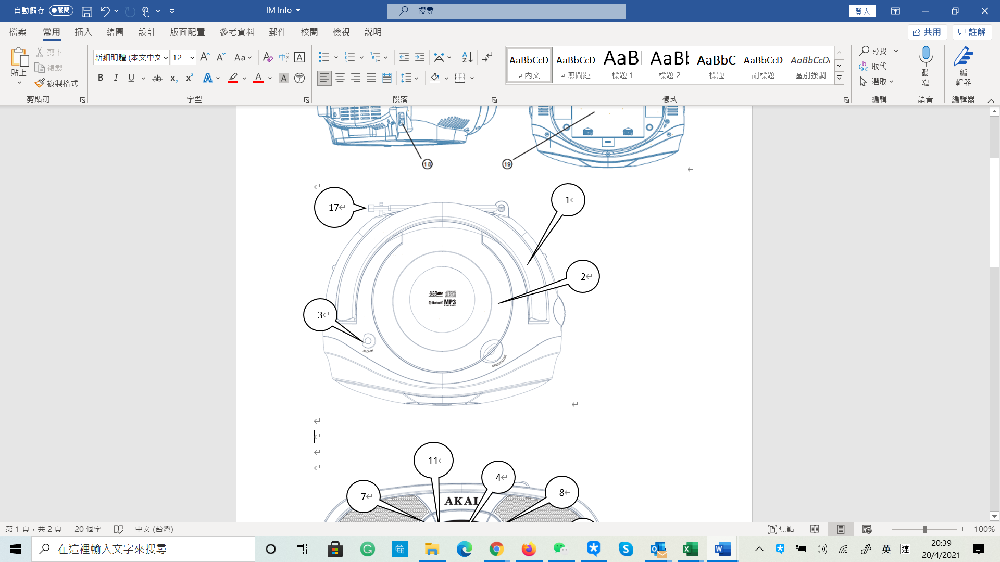 自動儲存 關閉
IM Info
搜尋
登入
檔案 常用 插入 繪圖 設計 版面配置 參考資料 郵件 校閱 檢視 說明
共用 註解
貼上
剪下
複製
複製格式
剪貼簿
新細明體 (本文中文
12
字型
段落
AaBbCcD 內文
AaBbCcD 無間距
AaB 標題 1
AaBb 標題 2
AaBbC 標題
AaBbCcD 副標題
AaBbCcD 區別強調
樣式
尋找
取代
選取
編輯
聽寫
語音
編輯器
編輯器
18
19
17
1
2
3
USB
Bluetooth MP3
AUX-IN
OPEN/CLOSE
11
4
7
8
AKAI
第 1 頁，共 2 頁 20 個字 中文 (台灣)
焦點
100%
在這裡輸入文字來搜尋
英
速
20:39
20/4/2021